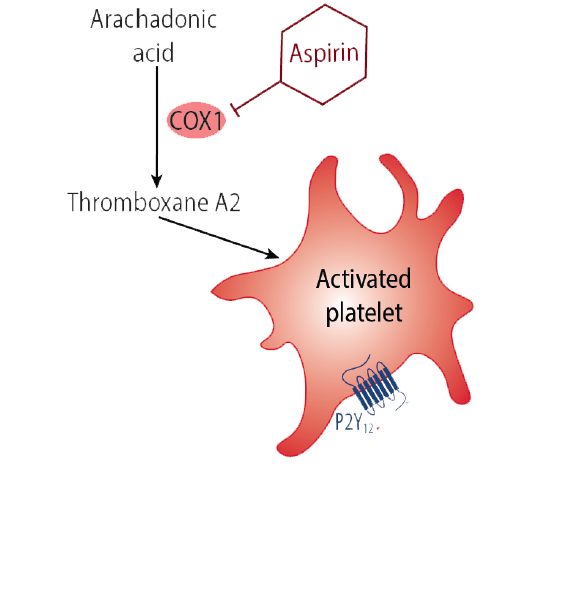 Arachadonic
acid
Aspirin
COX1
Thromboxane A2
Activated
platelet
P2Y₁₂